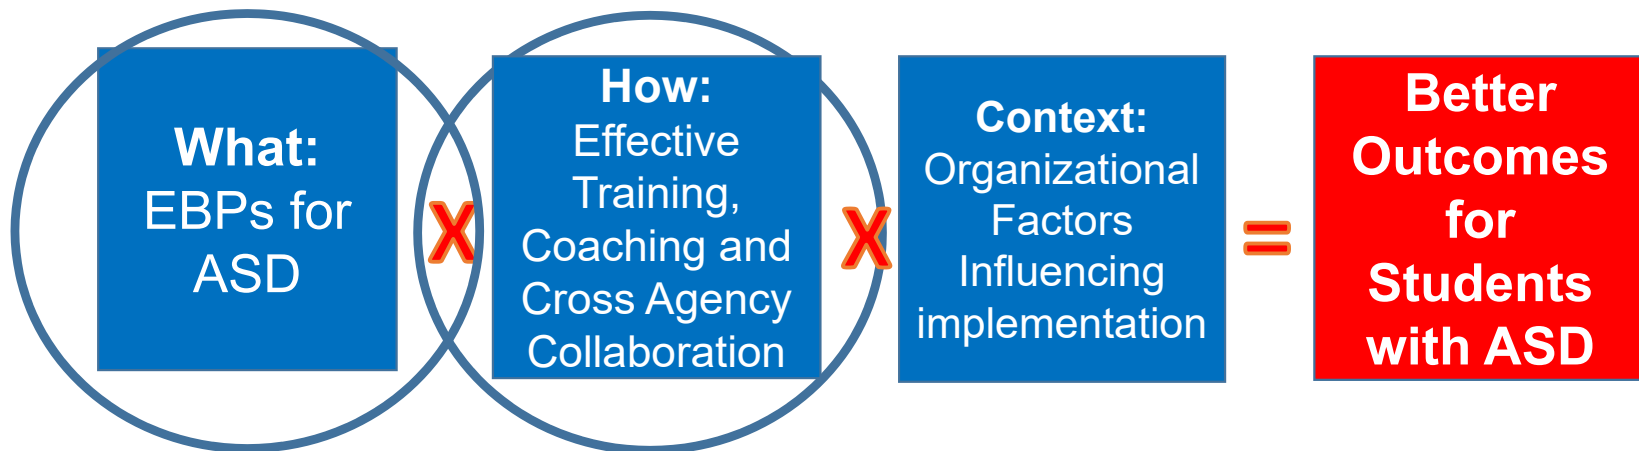 What:
EBPs for
ASD
X
How:
Effective
Training,
Coaching and
Cross Agency
Collaboration
X
Context:
Organizational
Factors
Influencing
implementation
=
Better
Outcomes
for
Students
with ASD